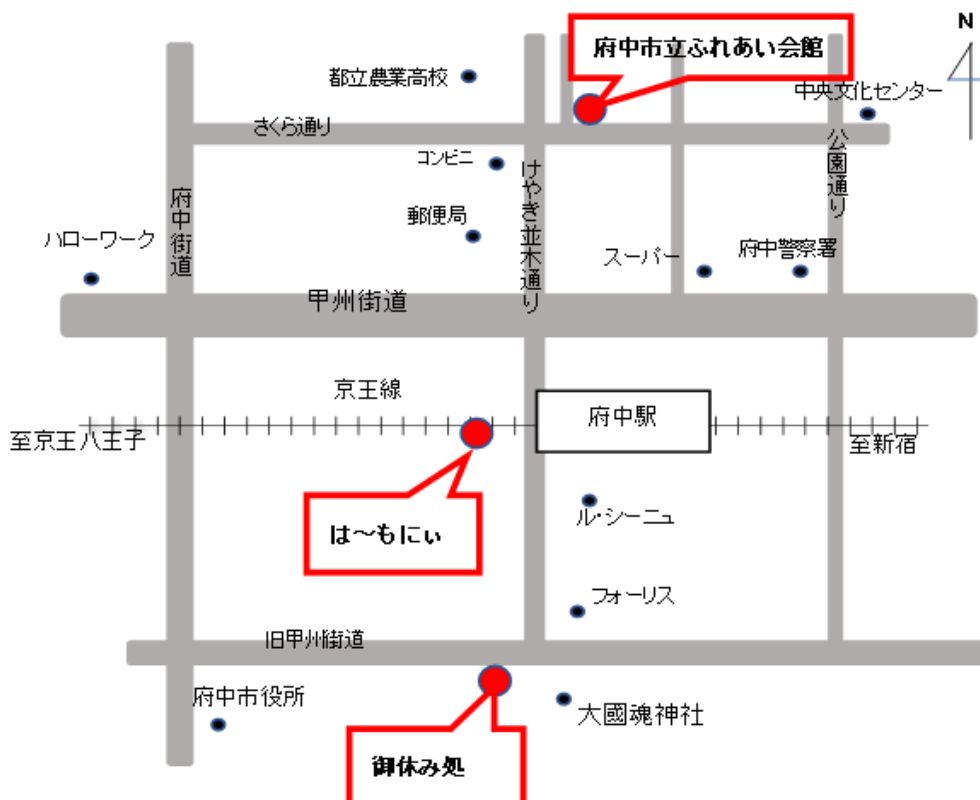 N
府中市立ふれあい会館
都立農業高校
中央文化センター
さくら通り
コンビニ
公園通り
けやき並木通り
府中街道
郵便局
ハローワーク
スーパー
府中警察署
甲州街道
京王線
府中駅
至京王八王子
至新宿
ル・シーニュ
は～もにぃ
フォーリス
旧甲州街道
府中市役所
大國魂神社
御休み処